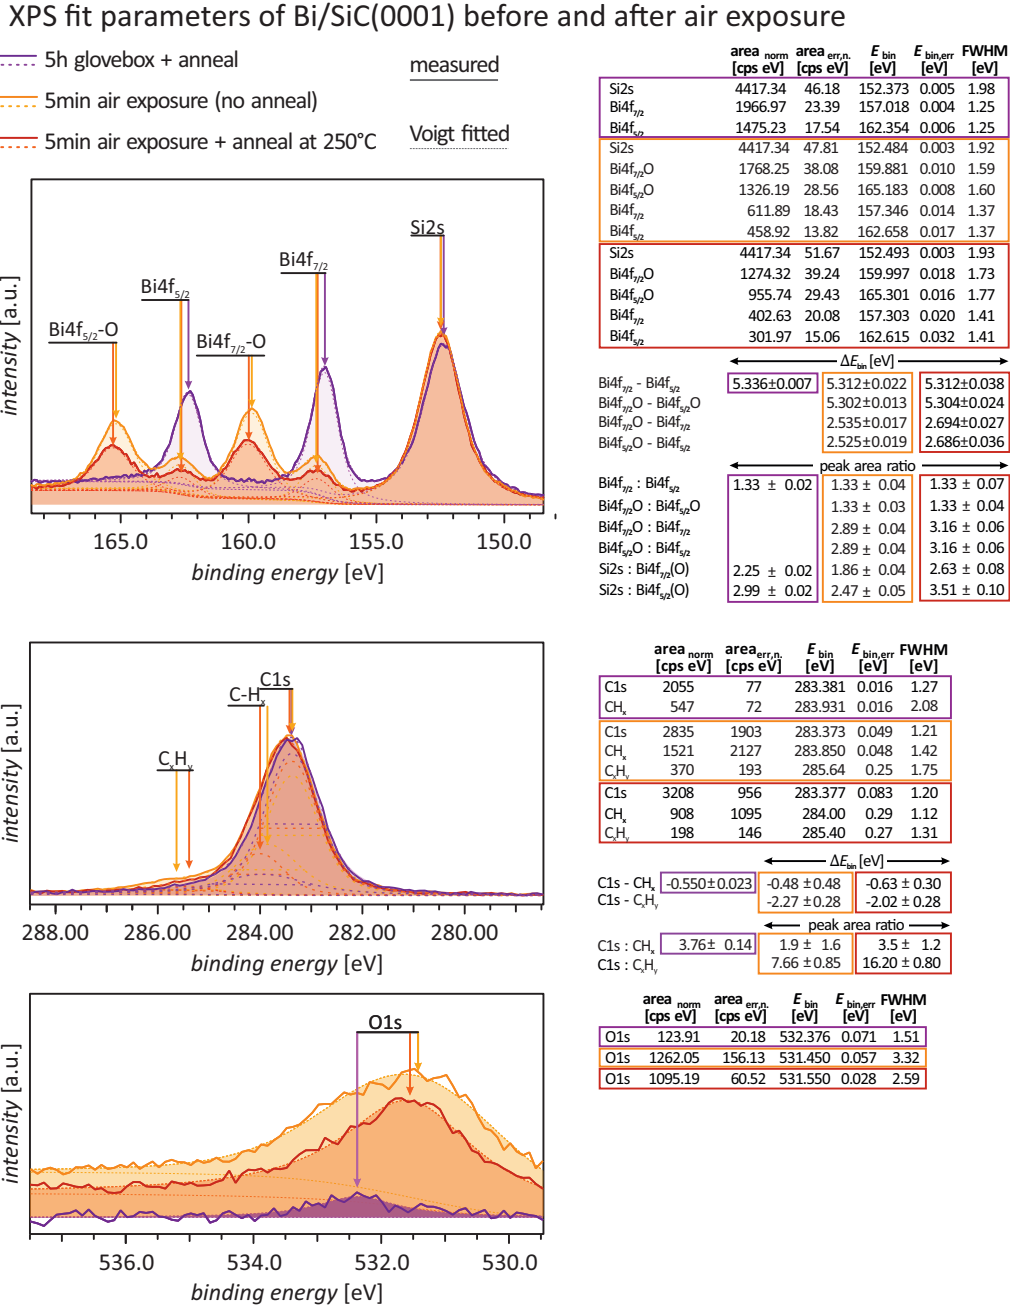 XPS fit parameters of Bi/SiC(0001) before and after air exposure
5h glovebox + anneal
5min air exposure (no anneal)
5min air exposure + anneal at 250°C
measured
Voigt fitted
intensity [a.u.]
Bi4f5/2-O
Bi4f5/2
Bi4f7/2-O
Bi4f7/2
Si2s
165.0 160.0 155.0 150.0
binding energy [eV]
area norm [cps eV] area err,n. [cps eV] E bin [eV] E bin,err [eV] FWHM [eV]
Si2s 4417.34 46.18 152.373 0.005 1.98
Bi4f7/2 1966.97 23.39 157.018 0.004 1.25
Bi4f5/2 1475.23 17.54 162.354 0.006 1.25
Si2s 4417.34 47.81 152.484 0.003 1.92
Bi4f7/2O 1768.25 38.08 159.881 0.010 1.59
Bi4f5/2O 1326.19 28.56 165.183 0.008 1.60
Bi4f7/2 611.89 18.43 157.346 0.014 1.37
Bi4f5/2 458.92 13.82 162.658 0.017 1.37
Si2s 4417.34 51.67 152.493 0.003 1.93
Bi4f7/2O 1274.32 39.24 159.997 0.018 1.73
Bi4f5/2O 955.74 29.43 165.301 0.016 1.77
Bi4f7/2 402.63 20.08 157.303 0.020 1.41
Bi4f5/2 301.97 15.06 162.615 0.032 1.41
ΔEbin [eV]
Bi4f7/2 - Bi4f5/2 5.336±0.007 5.312±0.022 5.312±0.038
Bi4f7/2O - Bi4f5/2O 5.302±0.013 5.304±0.024
Bi4f7/2O - Bi4f7/2 2.535±0.017 2.694±0.027
Bi4f5/2O - Bi4f5/2 2.525±0.019 2.686±0.036
peak area ratio
Bi4f7/2 : Bi4f5/2 1.33 ± 0.02 1.33 ± 0.04 1.33 ± 0.07
Bi4f7/2O : Bi4f5/2O 1.33 ± 0.03 1.33 ± 0.04
Bi4f7/2O : Bi4f7/2 2.89 ± 0.04 3.16 ± 0.06
Bi4f5/2O : Bi4f5/2 2.89 ± 0.04 3.16 ± 0.06
Si2s : Bi4f7/2(O) 2.25 ± 0.02 1.86 ± 0.04 2.63 ± 0.08
Si2s : Bi4f5/2(O) 2.99 ± 0.02 2.47 ± 0.05 3.51 ± 0.10
intensity [a.u.]
CxHy
C-Hx
C1s
288.00 286.00 284.00 282.00 280.00
binding energy [eV]
area norm [cps eV] area err,n. [cps eV] E bin [eV] E bin,err [eV] FWHM [eV]
C1s 2055 77 283.381 0.016 1.27
CHx 547 72 283.931 0.016 2.08
C1s 2835 1903 283.373 0.049 1.21
CHx 1521 2127 283.850 0.048 1.42
CxHy 370 193 285.64 0.25 1.75
C1s 3208 956 283.377 0.083 1.20
CHx 908 1095 284.00 0.29 1.12
CxHy 198 146 285.40 0.27 1.31
ΔEbin [eV]
C1s - CHx -0.550±0.023 -0.48 ±0.48 -0.63 ± 0.30
C1s - CxHy -2.27 ±0.28 -2.02 ± 0.28
peak area ratio
C1s : CHx 3.76± 0.14 1.9 ± 1.6 3.5 ± 1.2
C1s : CxHy 7.66 ± 0.85 16.20 ± 0.80
intensity [a.u.]
O1s
536.0 534.0 532.0 530.0
binding energy [eV]
area norm [cps eV] area err,n. [cps eV] E bin [eV] E bin,err [eV] FWHM [eV]
O1s 123.91 20.18 532.376 0.071 1.51
O1s 1262.05 156.13 531.450 0.057 3.32
O1s 1095.19 60.52 531.550 0.028 2.59